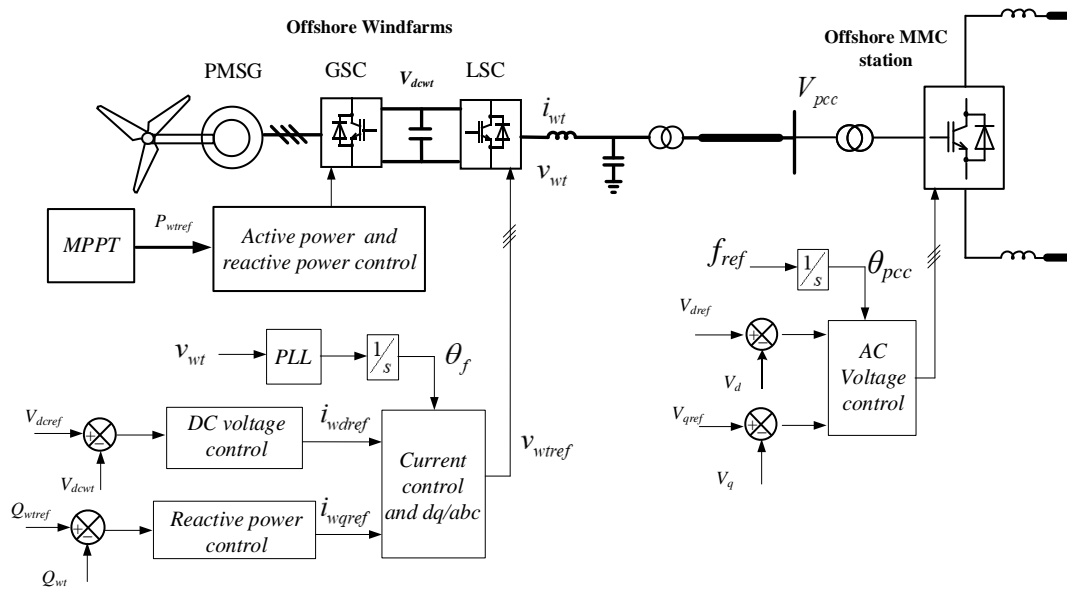 Offshore Windfarms
Offshore MMC
station
PMSG
GSC
V_dcwt
LSC
i_wt
v_wt
V_pcc
MPPT
P_wtref
Active power and
reactive power control
f_ref
1/s
θ_pcc
V_dref
V_d
V_qref
V_q
AC
Voltage
control
v_wt
PLL
1/s
θ_f
V_dcref
V_dcwt
DC voltage
control
i_wdref
Q_wtref
Q_wt
Reactive power
control
i_wqref
Current
control
and dq/abc
v_wtref